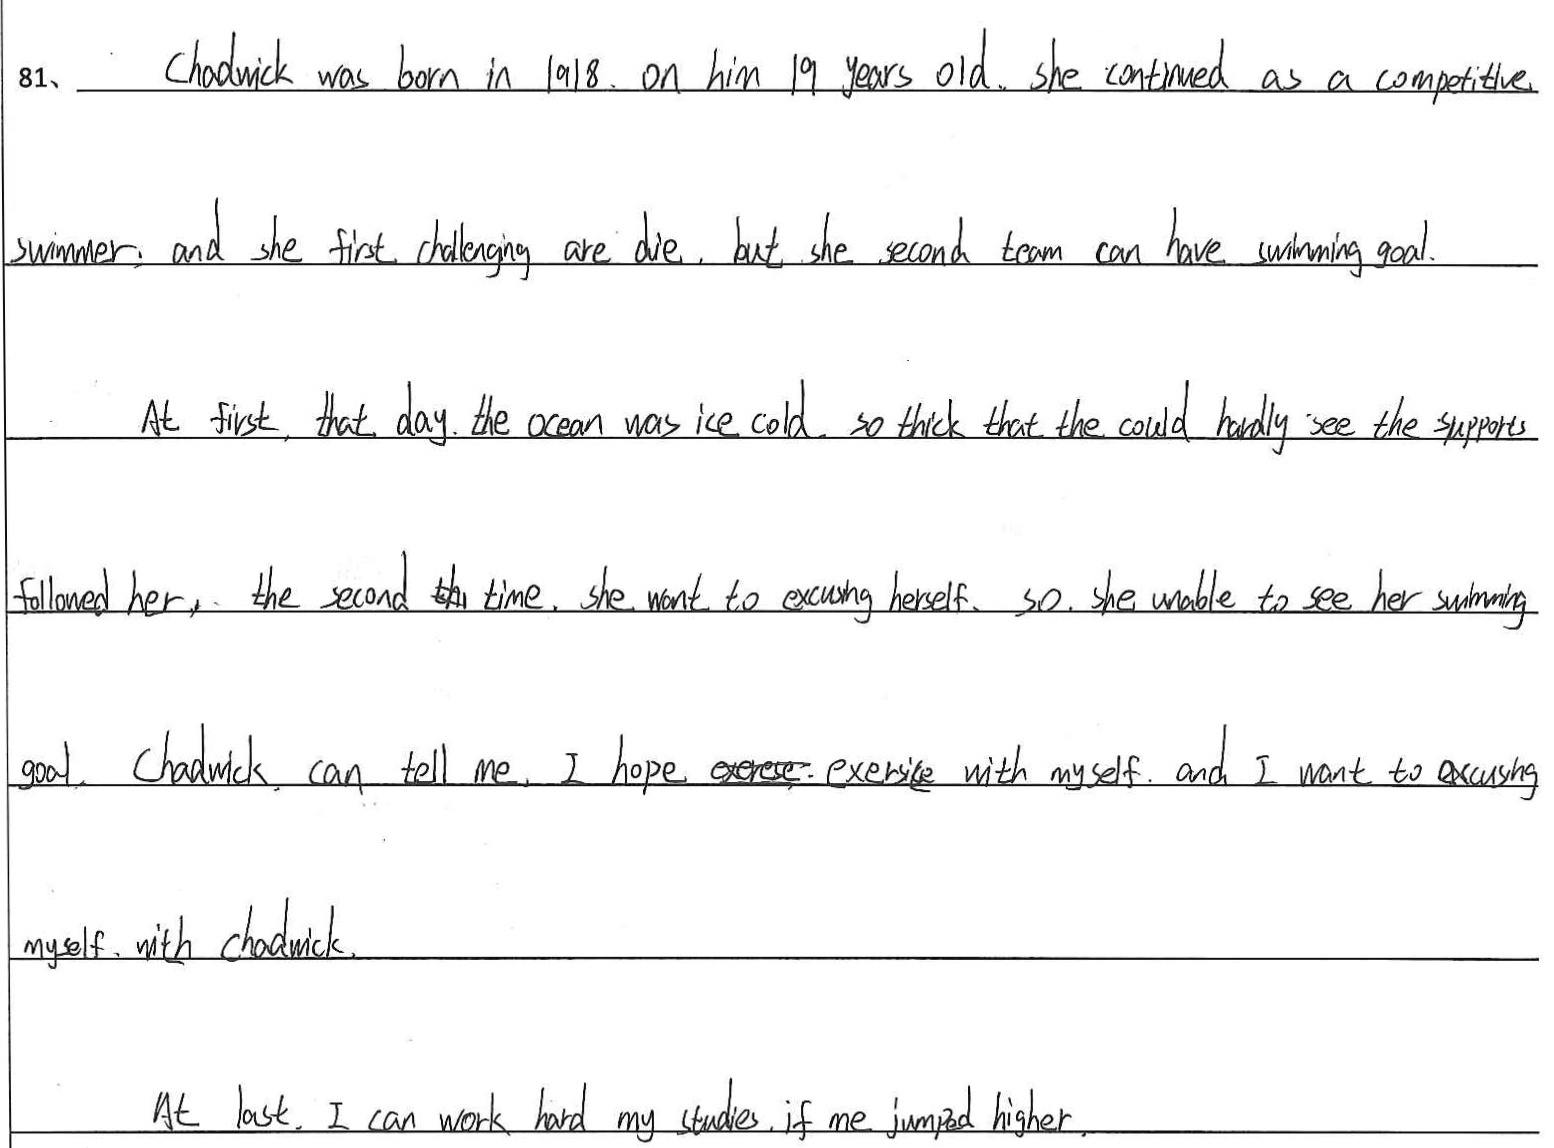 81、 Chadwick was born in 1918. on him 19 years old. she continued as a competitive
swimmer. and she first challenging are die. but she second team can have swimming goal.
At first, that day. the ocean was ice cold. so thick that the could hardly see the supports
followed her,. the second time. she want to excusing herself. so. she unable to see her swimming
goal. Chadwick can tell me. I hope exersise with myself. and I want to excusing
myself. with chadwick.
At last. I can work hard my studies. if me jumped higher.